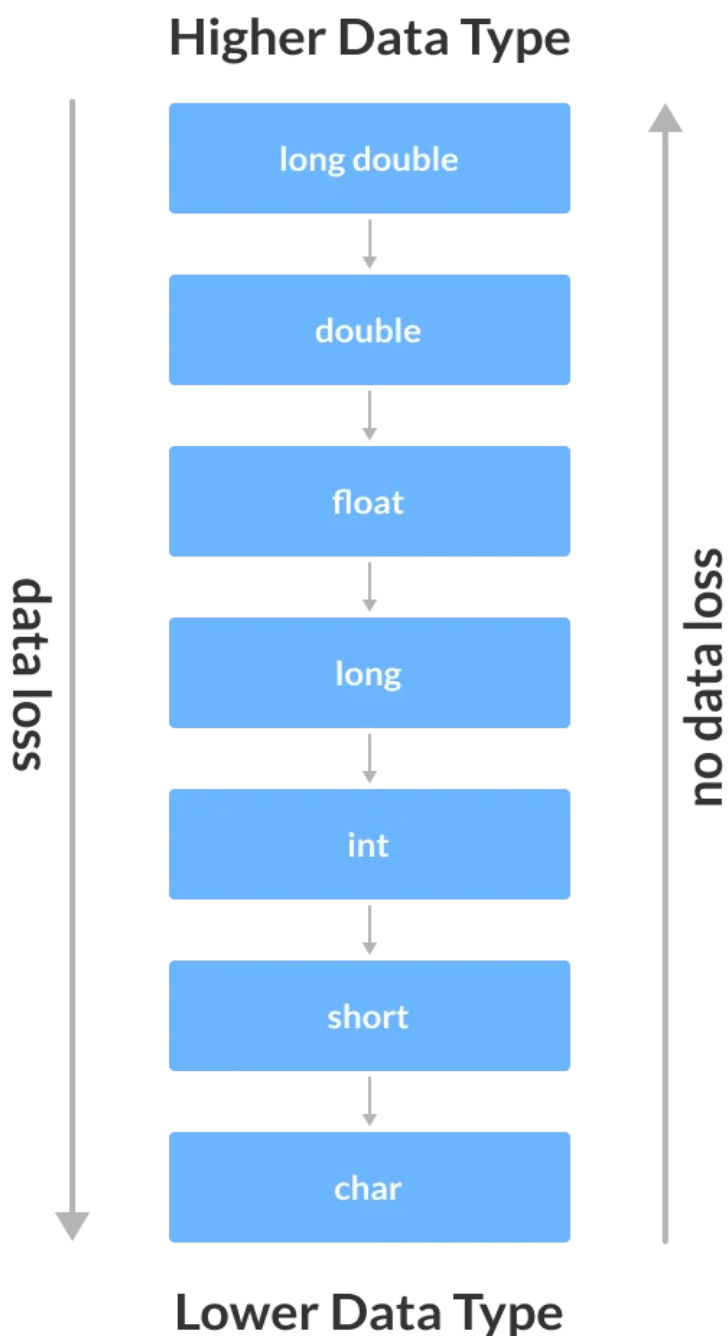 Higher Data Type
long double
double
float
long
int
short
char
data loss
no data loss
Lower Data Type